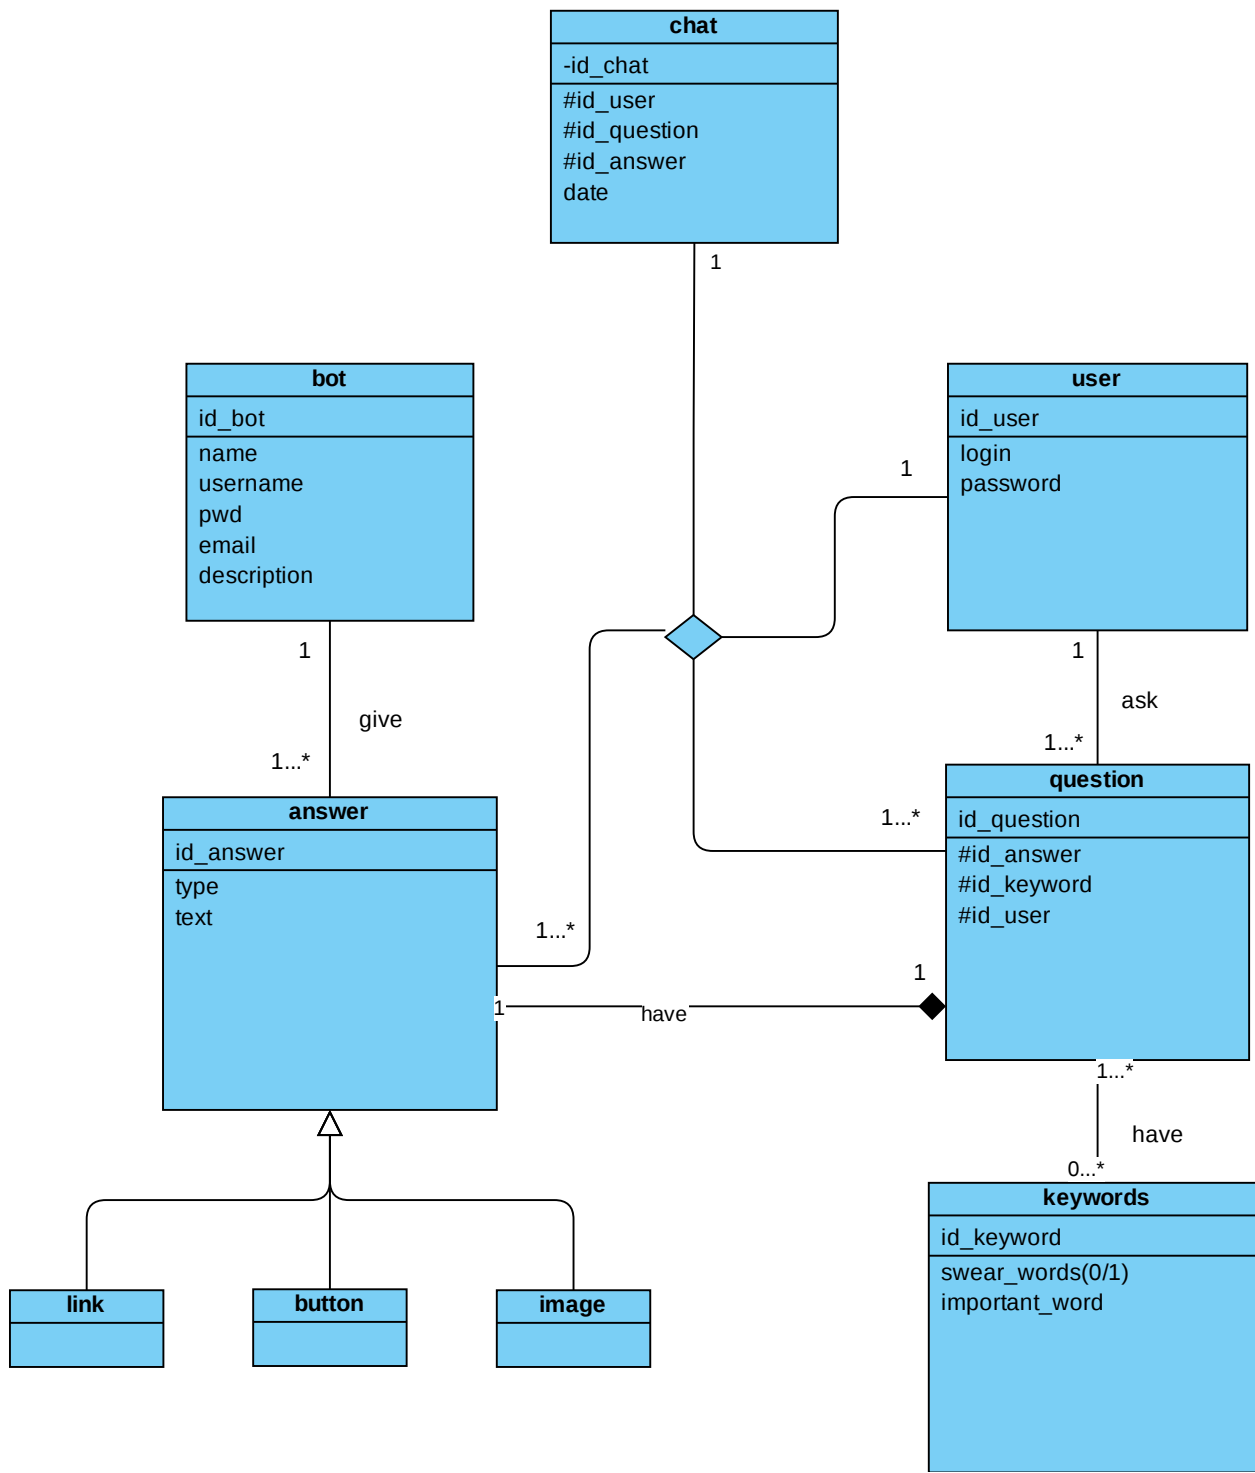 chat
-id_chat
#id_user
#id_question
#id_answer
date
1
bot
id_bot
name
username
pwd
email
description
user
id_user
login
password
1
1
give
1...*
1
ask
1...*
answer
id_answer
type
text
question
id_question
#id_answer
#id_keyword
#id_user
1...*
1...*
1
1
have
1...*
have
0...*
keywords
id_keyword
swear_words(0/1)
important_word
link
button
image